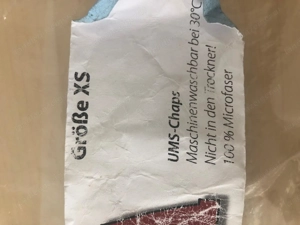 Größe XS
UMS-Chaps
Maschinenwaschbar bei 30°C
Nicht in den Trockner!
100 % Microfaser